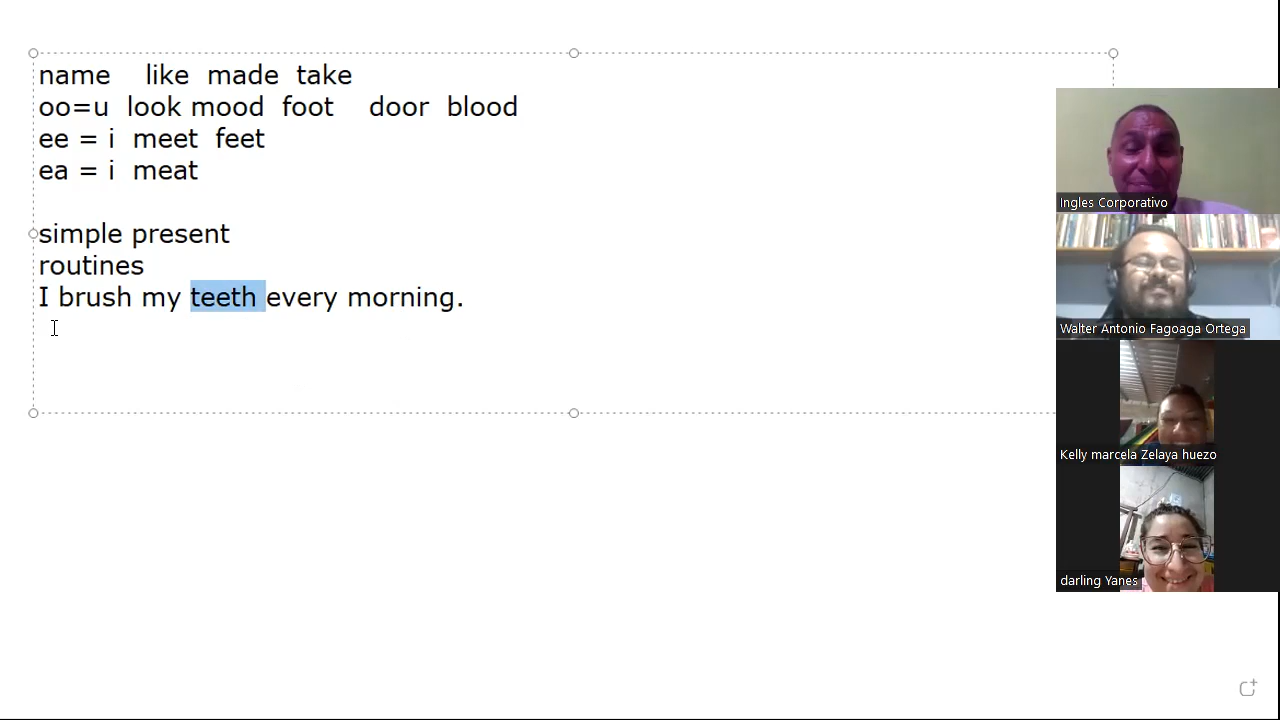 name like made take
oo=u look mood foot door blood
ee = i meet feet
ea = i meat
simple present
routines
I brush my teeth every morning.
Ingles Corporativo
Walter Antonio Fagoaga Ortega
Kelly marcela Zelaya huezo
darling Yanes